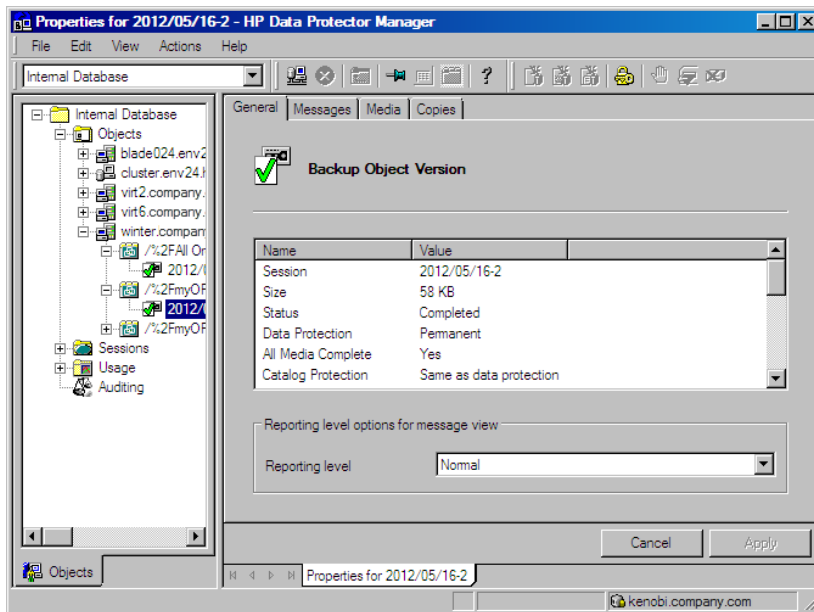 Properties for 2012/05/16-2 - HP Data Protector Manager
File Edit View Actions Help
Internal Database
Internal Database
Objects
blade024.env2
cluster.env24.
virt2.company.
virt6.company.
winter.compan
/%2FAll Or
2012/
/%2FmyOF
2012/
/%2FmyOF
Sessions
Usage
Auditing
Objects
General Messages Media Copies
Backup Object Version
Name Value
Session 2012/05/16-2
Size 58 KB
Status Completed
Data Protection Permanent
All Media Complete Yes
Catalog Protection Same as data protection
Reporting level options for message view
Reporting level Normal
Cancel Apply
Properties for 2012/05/16-2
kenobi.company.com